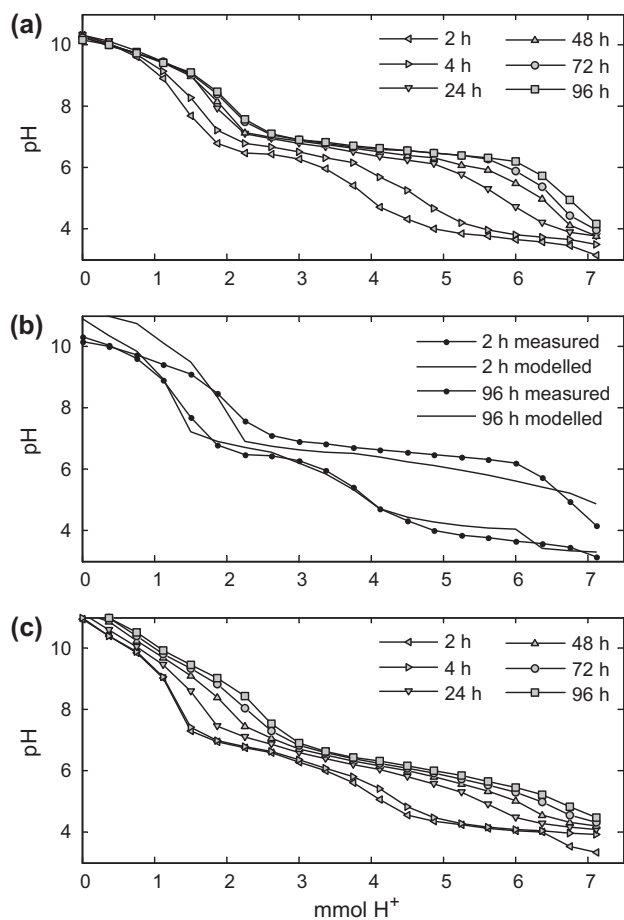 (a)
10
8
6
4
pH
2 h
4 h
24 h
48 h
72 h
96 h
0 1 2 3 4 5 6 7
(b)
10
8
6
4
pH
2 h measured
2 h modelled
96 h measured
96 h modelled
0 1 2 3 4 5 6 7
(c)
10
8
6
4
pH
2 h
4 h
24 h
48 h
72 h
96 h
0 1 2 3 4 5 6 7
mmol H⁺